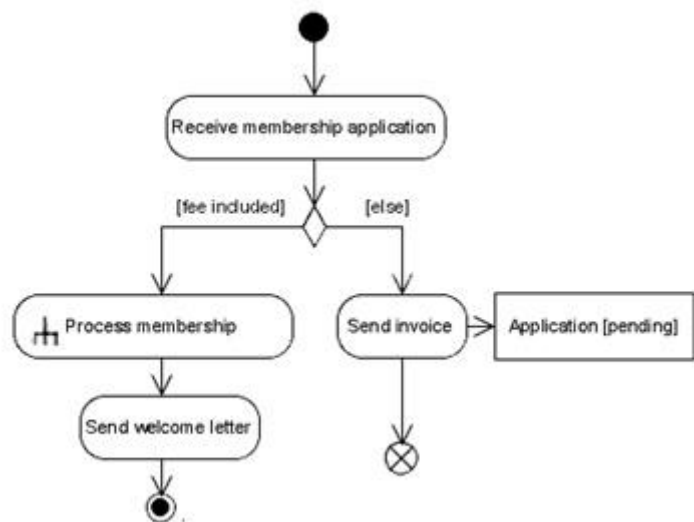 Receive membership application
[fee included]
[else]
Process membership
Send invoice
Application [pending]
Send welcome letter